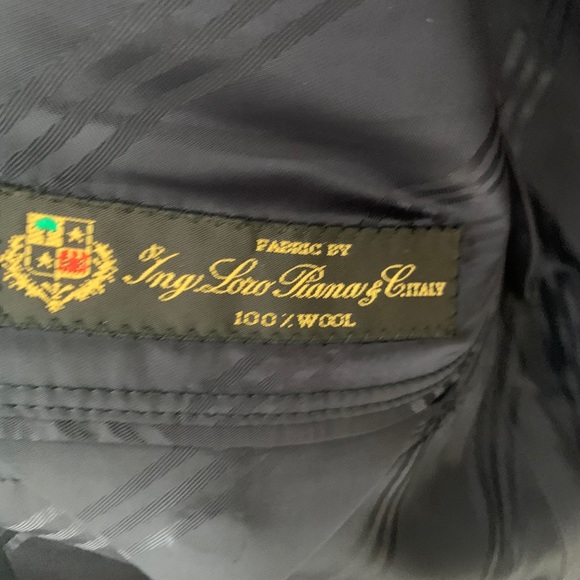 FABRIC BY
Ing. Loro Piana & C. ITALY
100% WOOL